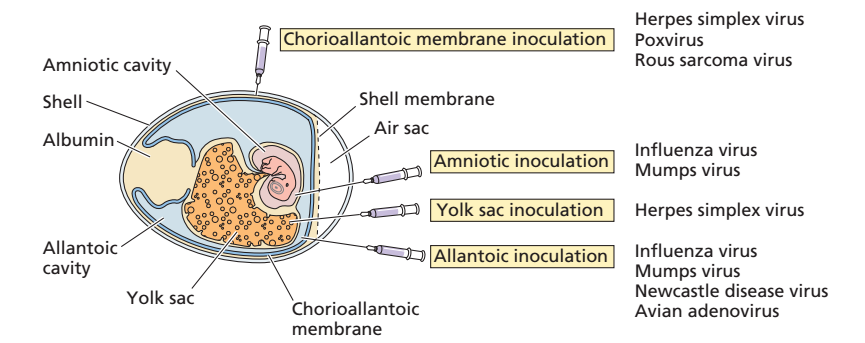 Chorioallantoic membrane inoculation
Herpes simplex virus
Poxvirus
Rous sarcoma virus
Amniotic cavity
Shell
Albumin
Shell membrane
Air sac
Amniotic inoculation
Influenza virus
Mumps virus
Yolk sac inoculation
Herpes simplex virus
Allantoic inoculation
Influenza virus
Mumps virus
Newcastle disease virus
Avian adenovirus
Allantoic
cavity
Yolk sac
Chorioallantoic
membrane